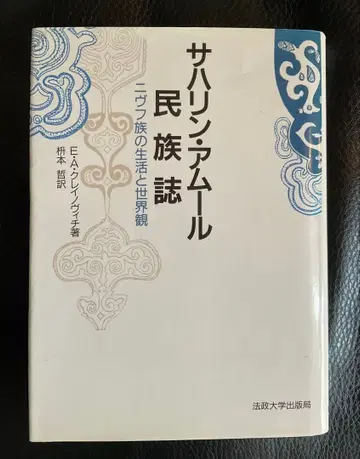 サハリン・アムール
民族誌
ニヴフ族の生活と世界観
E・A・クレイノヴィチ著
枡本 哲訳
法政大学出版局